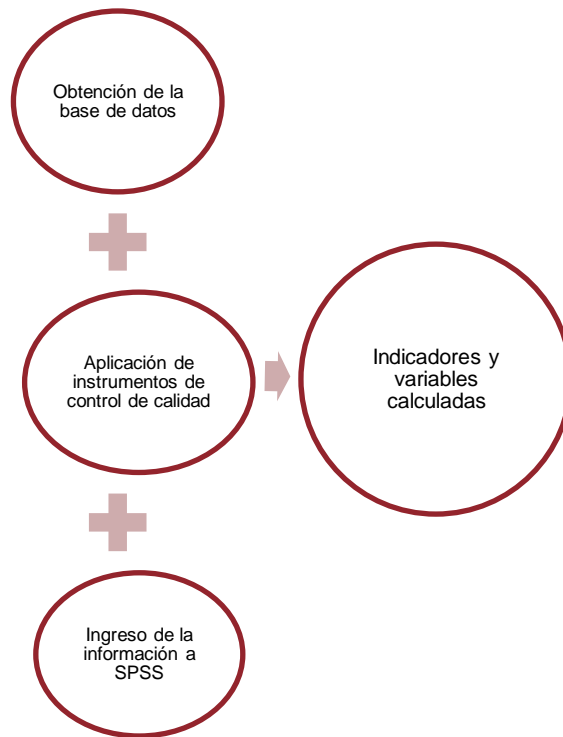 Obtención de la
base de datos
Aplicación de
instrumentos de
control de calidad
Indicadores y
variables
calculadas
Ingreso de la
información a
SPSS